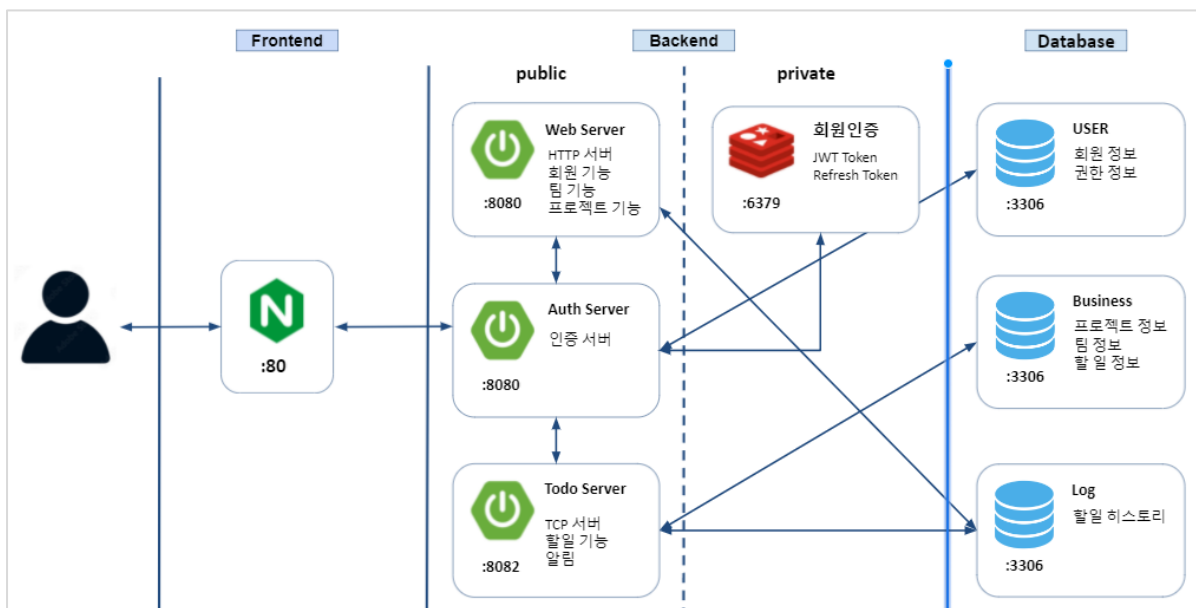 Frontend
Backend
Database
public
private
Web Server
HTTP 서버
회원 기능
팀 기능
프로젝트 기능
:8080
회원인증
JWT Token
Refresh Token
:6379
USER
회원 정보
권한 정보
:3306
N
:80
Auth Server
인증 서버
:8080
Business
프로젝트 정보
팀 정보
할 일 정보
:3306
Todo Server
TCP 서버
할일 기능
알림
:8082
Log
할일 히스토리
:3306